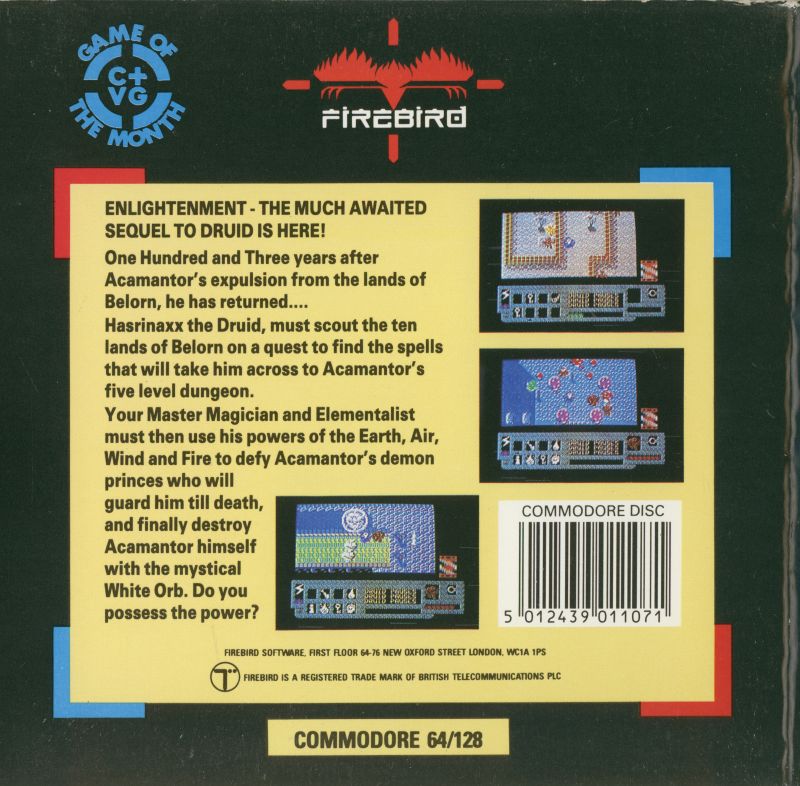 GAME OF
C+
VG
THE MONTH
FIREBIRD
ENLIGHTENMENT - THE MUCH AWAITED
SEQUEL TO DRUID IS HERE!
One Hundred and Three years after
Acamantor's expulsion from the lands of
Belorn, he has returned....
Hasrinaxx the Druid, must scout the ten
lands of Belorn on a quest to find the spells
that will take him across to Acamantor's
five level dungeon.
Your Master Magician and Elementalist
must then use his powers of the Earth, Air,
Wind and Fire to defy Acamantor's demon
princes who will
guard him till death,
and finally destroy
Acamantor himself
with the mystical
White Orb. Do you
possess the power?
COMMODORE DISC
5 012439 011071
FIREBIRD SOFTWARE, FIRST FLOOR 64-76 NEW OXFORD STREET LONDON, WC1A 1PS
T FIREBIRD IS A REGISTERED TRADE MARK OF BRITISH TELECOMMUNICATIONS PLC
COMMODORE 64/128